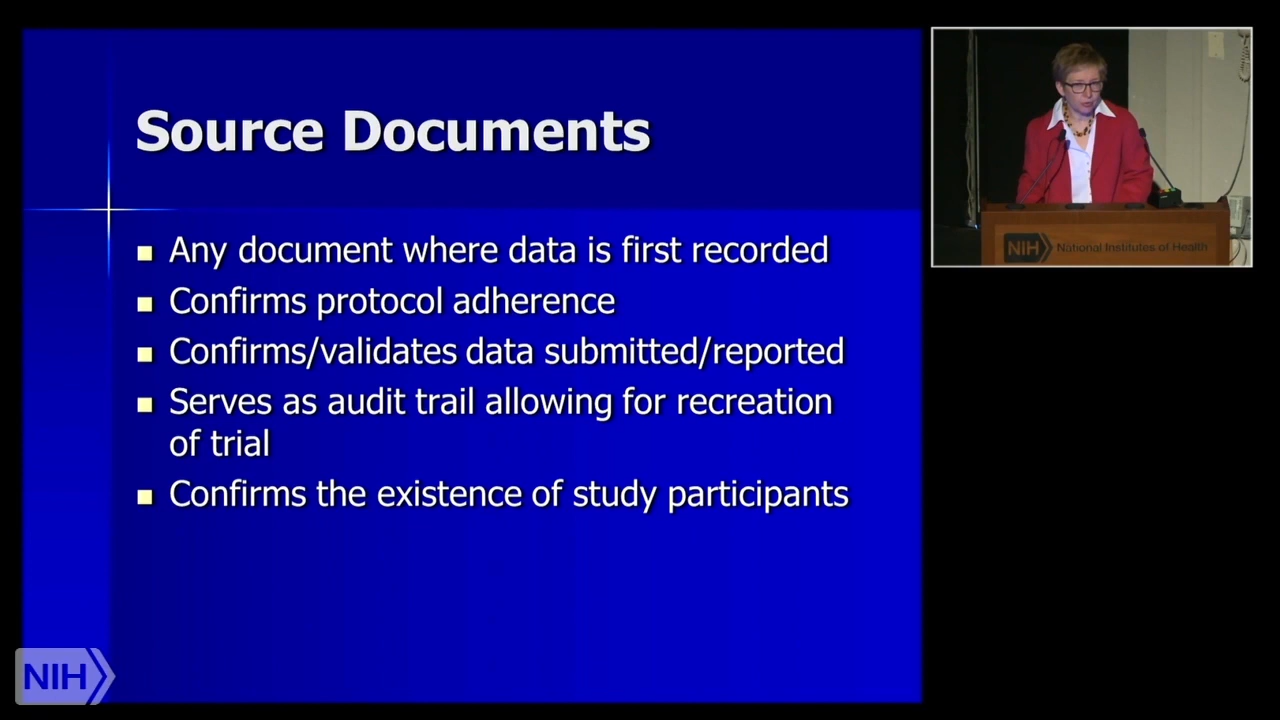 Source Documents
Any document where data is first recorded
Confirms protocol adherence
Confirms/validates data submitted/reported
Serves as audit trail allowing for recreation
of trial
Confirms the existence of study participants
NIH National Institutes of Health
NIH